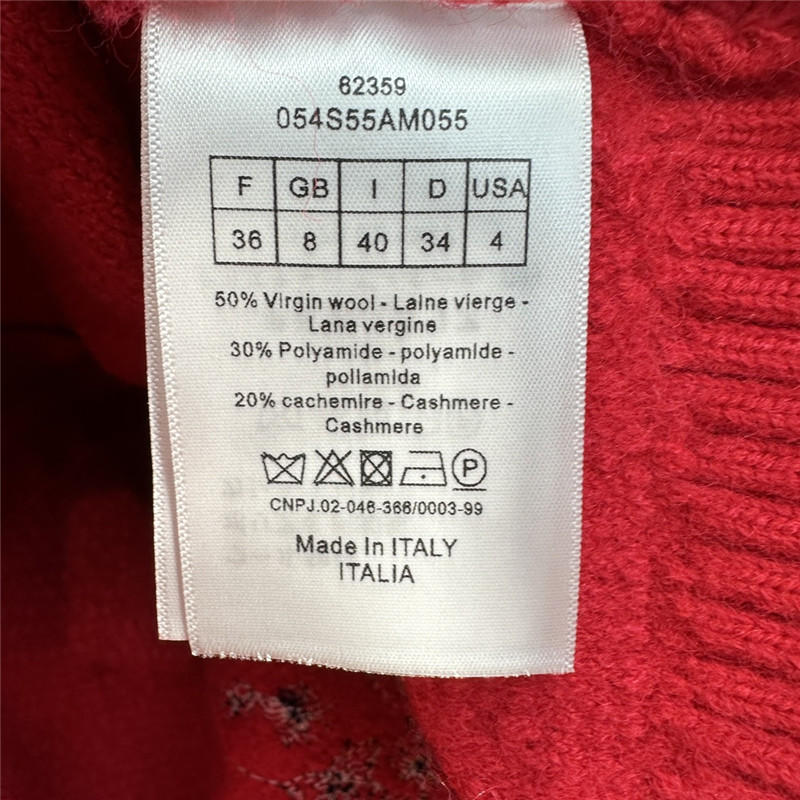 62359
054S55AM055
F GB I D USA
36 8 40 34 4
50% Virgin wool - Laine vierge -
Lana vergine
30% Polyamide - polyamide -
poliamida
20% cachemire - Cashmere -
Cashmere
P
CNPJ.02-046-366/0003-99
Made In ITALY
ITALIA